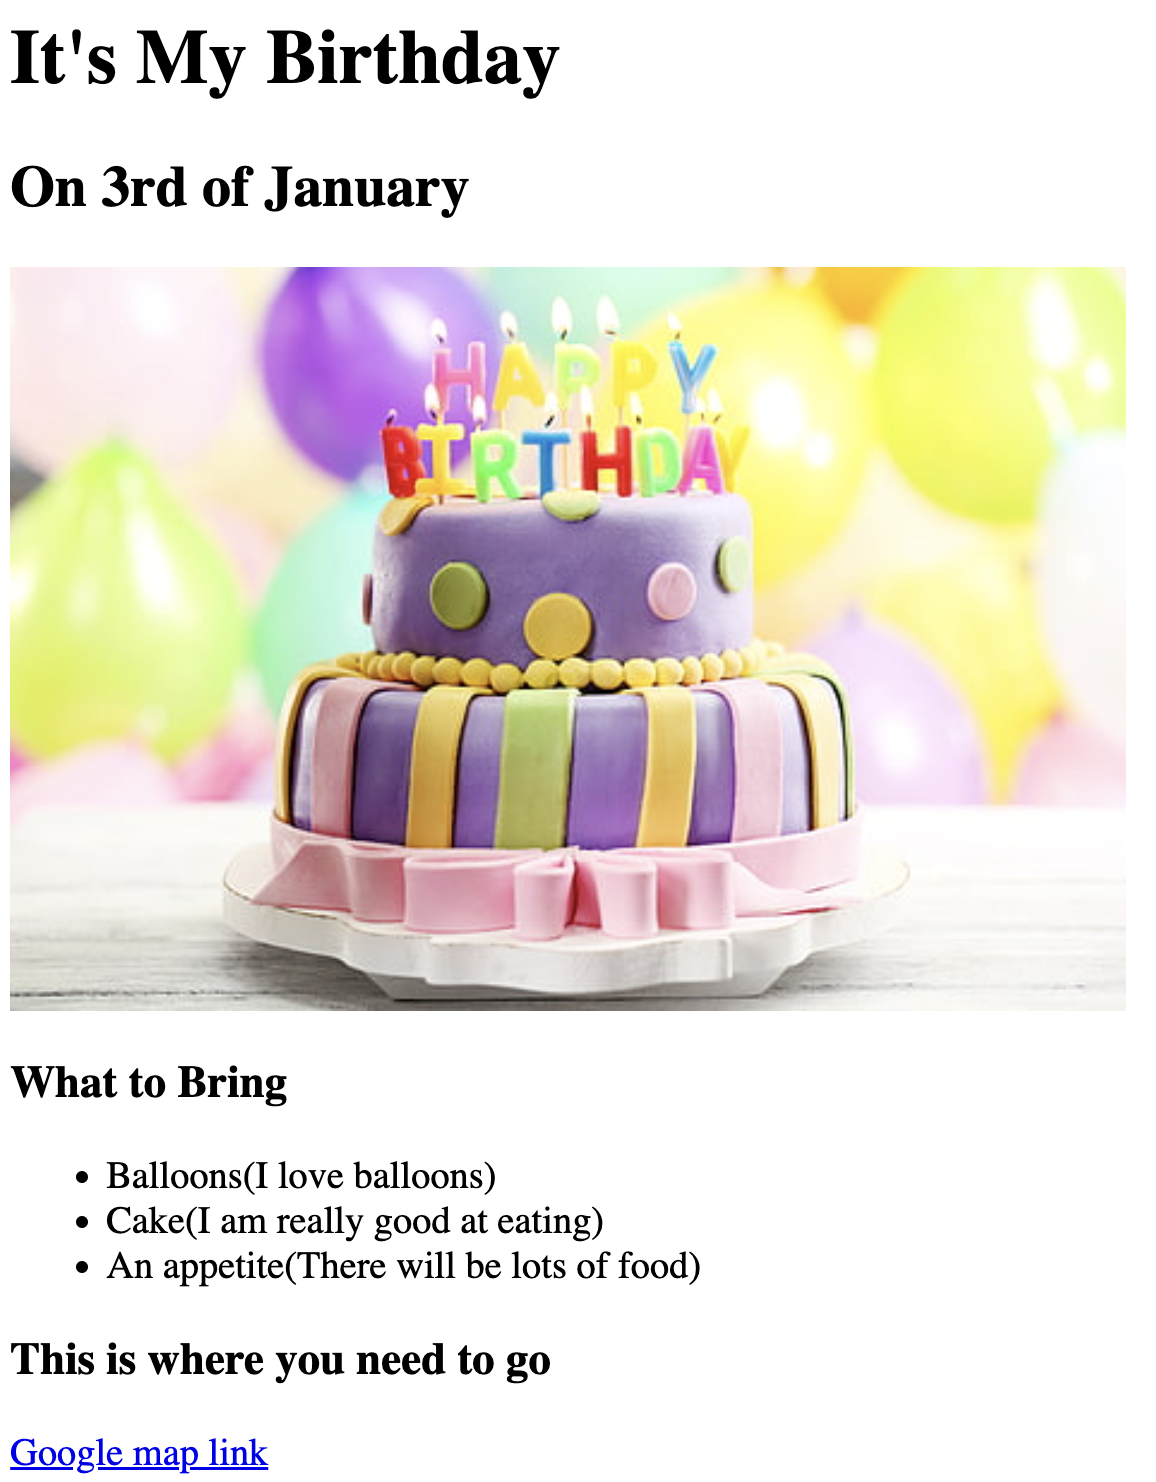 It's My Birthday
On 3rd of January
HAPPY
BIRTHDAY
What to Bring
Balloons(I love balloons)
Cake(I am really good at eating)
An appetite(There will be lots of food)
This is where you need to go
Google map link